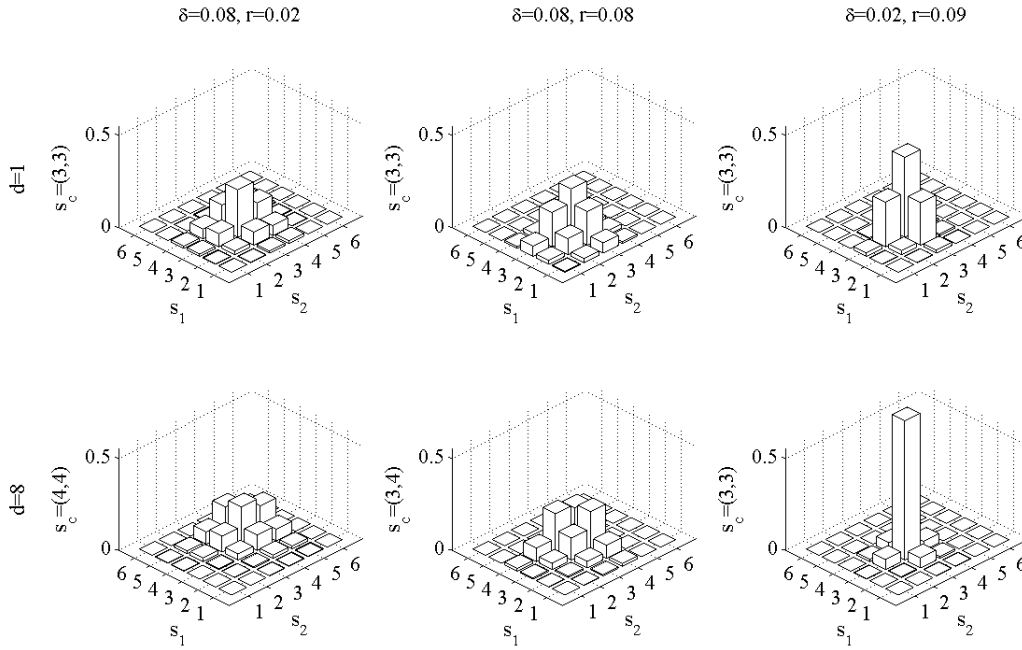 δ=0.08, r=0.02
δ=0.08, r=0.08
δ=0.02, r=0.09
d=1
s_c=(3,3)
0.5
0
6 5 4 3 2 1
s_1
1 2 3 4 5 6
s_2
s_c=(3,3)
0.5
0
6 5 4 3 2 1
s_1
1 2 3 4 5 6
s_2
s_c=(3,3)
0.5
0
6 5 4 3 2 1
s_1
1 2 3 4 5 6
s_2
d=8
s_c=(4,4)
0.5
0
6 5 4 3 2 1
s_1
1 2 3 4 5 6
s_2
s_c=(3,4)
0.5
0
6 5 4 3 2 1
s_1
1 2 3 4 5 6
s_2
s_c=(3,3)
0.5
0
6 5 4 3 2 1
s_1
1 2 3 4 5 6
s_2